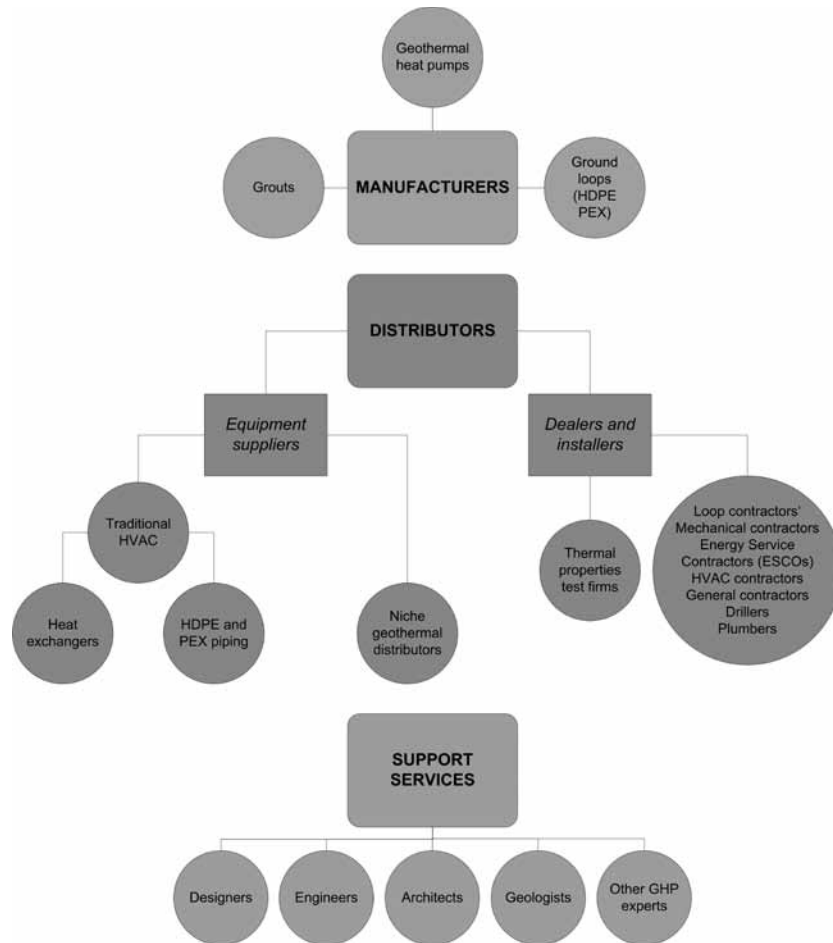 Geothermal
heat pumps
Grouts
MANUFACTURERS
Ground
loops
(HDPE
PEX)
DISTRIBUTORS
Equipment
suppliers
Dealers and
installers
Traditional
HVAC
Heat
exchangers
HDPE and
PEX piping
Niche
geothermal
distributors
Thermal
properties
test firms
Loop contractors'
Mechanical contractors
Energy Service
Contractors (ESCOs)
HVAC contractors
General contractors
Drillers
Plumbers
SUPPORT
SERVICES
Designers
Engineers
Architects
Geologists
Other GHP
experts